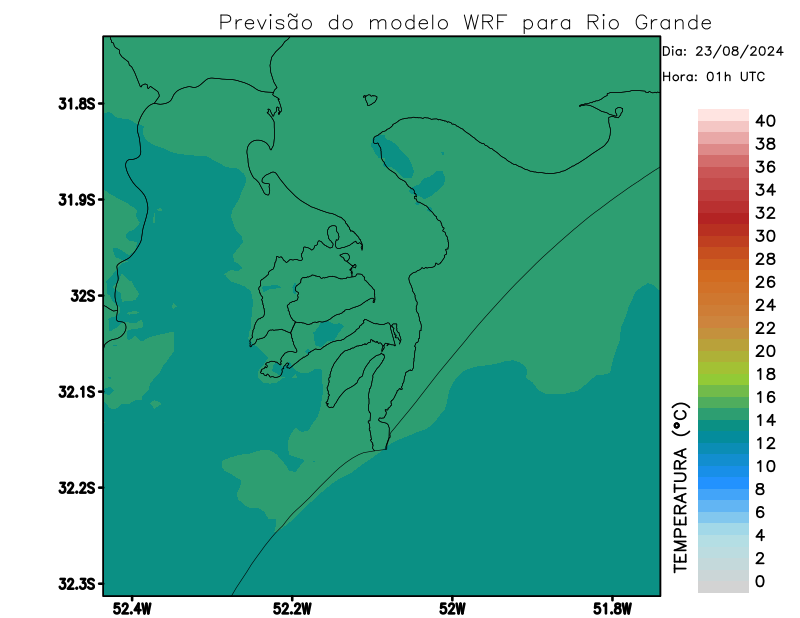 Previsão do modelo WRF para Rio Grande
Dia: 23/08/2024
Hora: 01h UTC
31.8S
31.9S
32S
32.1S
32.2S
32.3S
52.4W
52.2W
52W
51.8W
TEMPERATURA (°C)
40
38
36
34
32
30
28
26
24
22
20
18
16
14
12
10
8
6
4
2
0